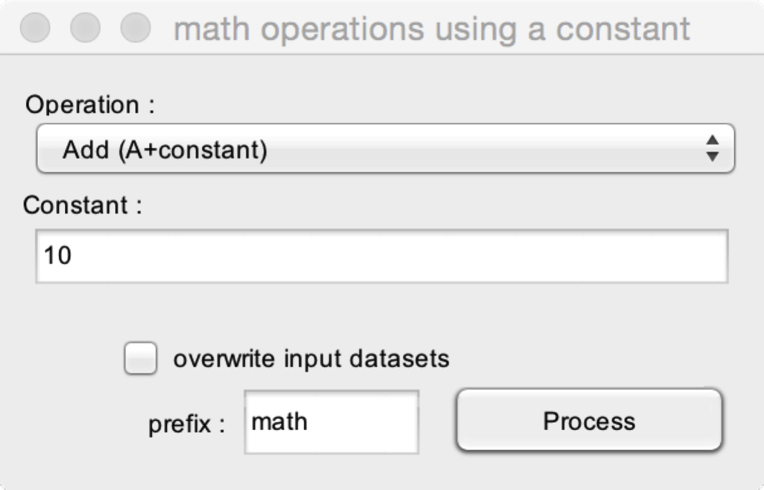 math operations using a constant
Operation :
Add (A+constant)
Constant :
10
overwrite input datasets
prefix : math Process